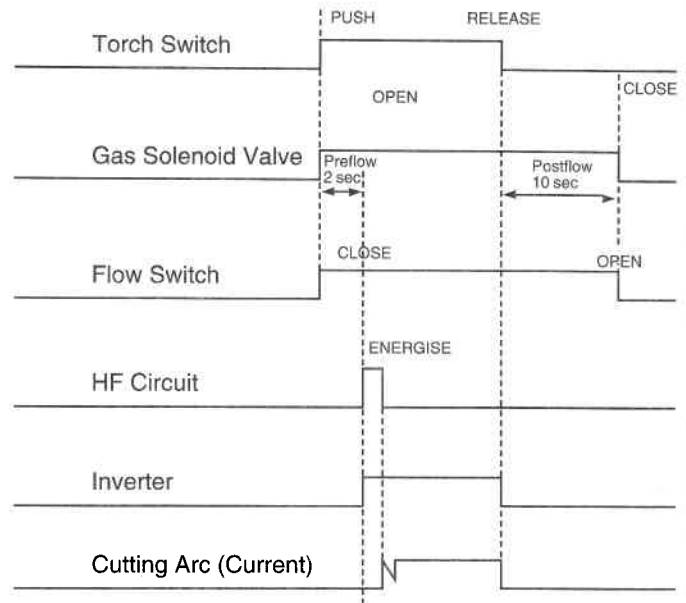 PUSH RELEASE
Torch Switch
CLOSE
OPEN
Gas Solenoid Valve
Preflow
2 sec
Postflow
10 sec
CLOSE
OPEN
Flow Switch
ENERGISE
HF Circuit
Inverter
Cutting Arc (Current)